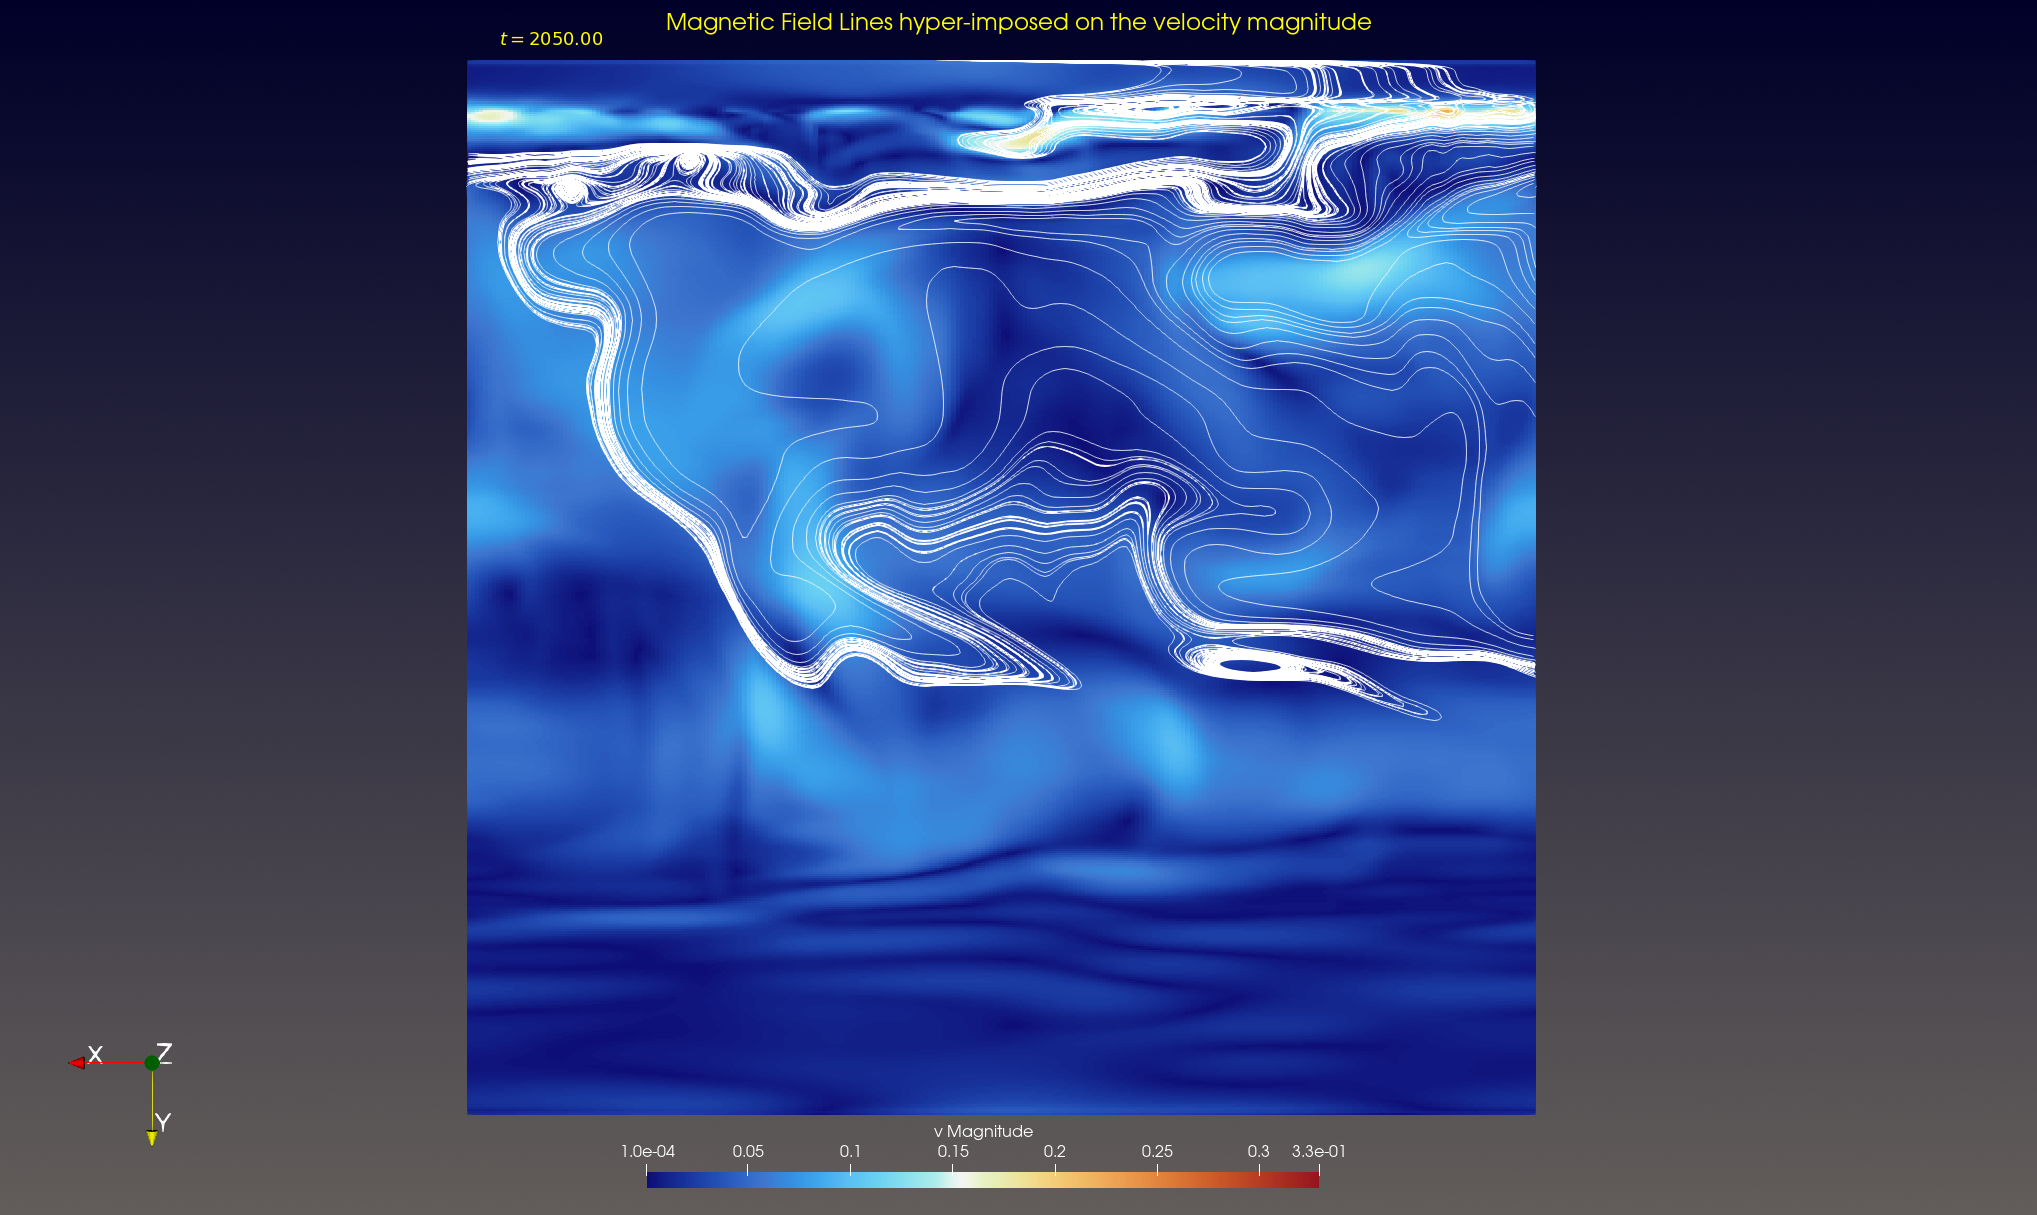 Magnetic Field Lines hyper-imposed on the velocity magnitude
t = 2050.00
X Z
Y
v Magnitude
1.0e-04 0.05 0.1 0.15 0.2 0.25 0.3 3.3e-01